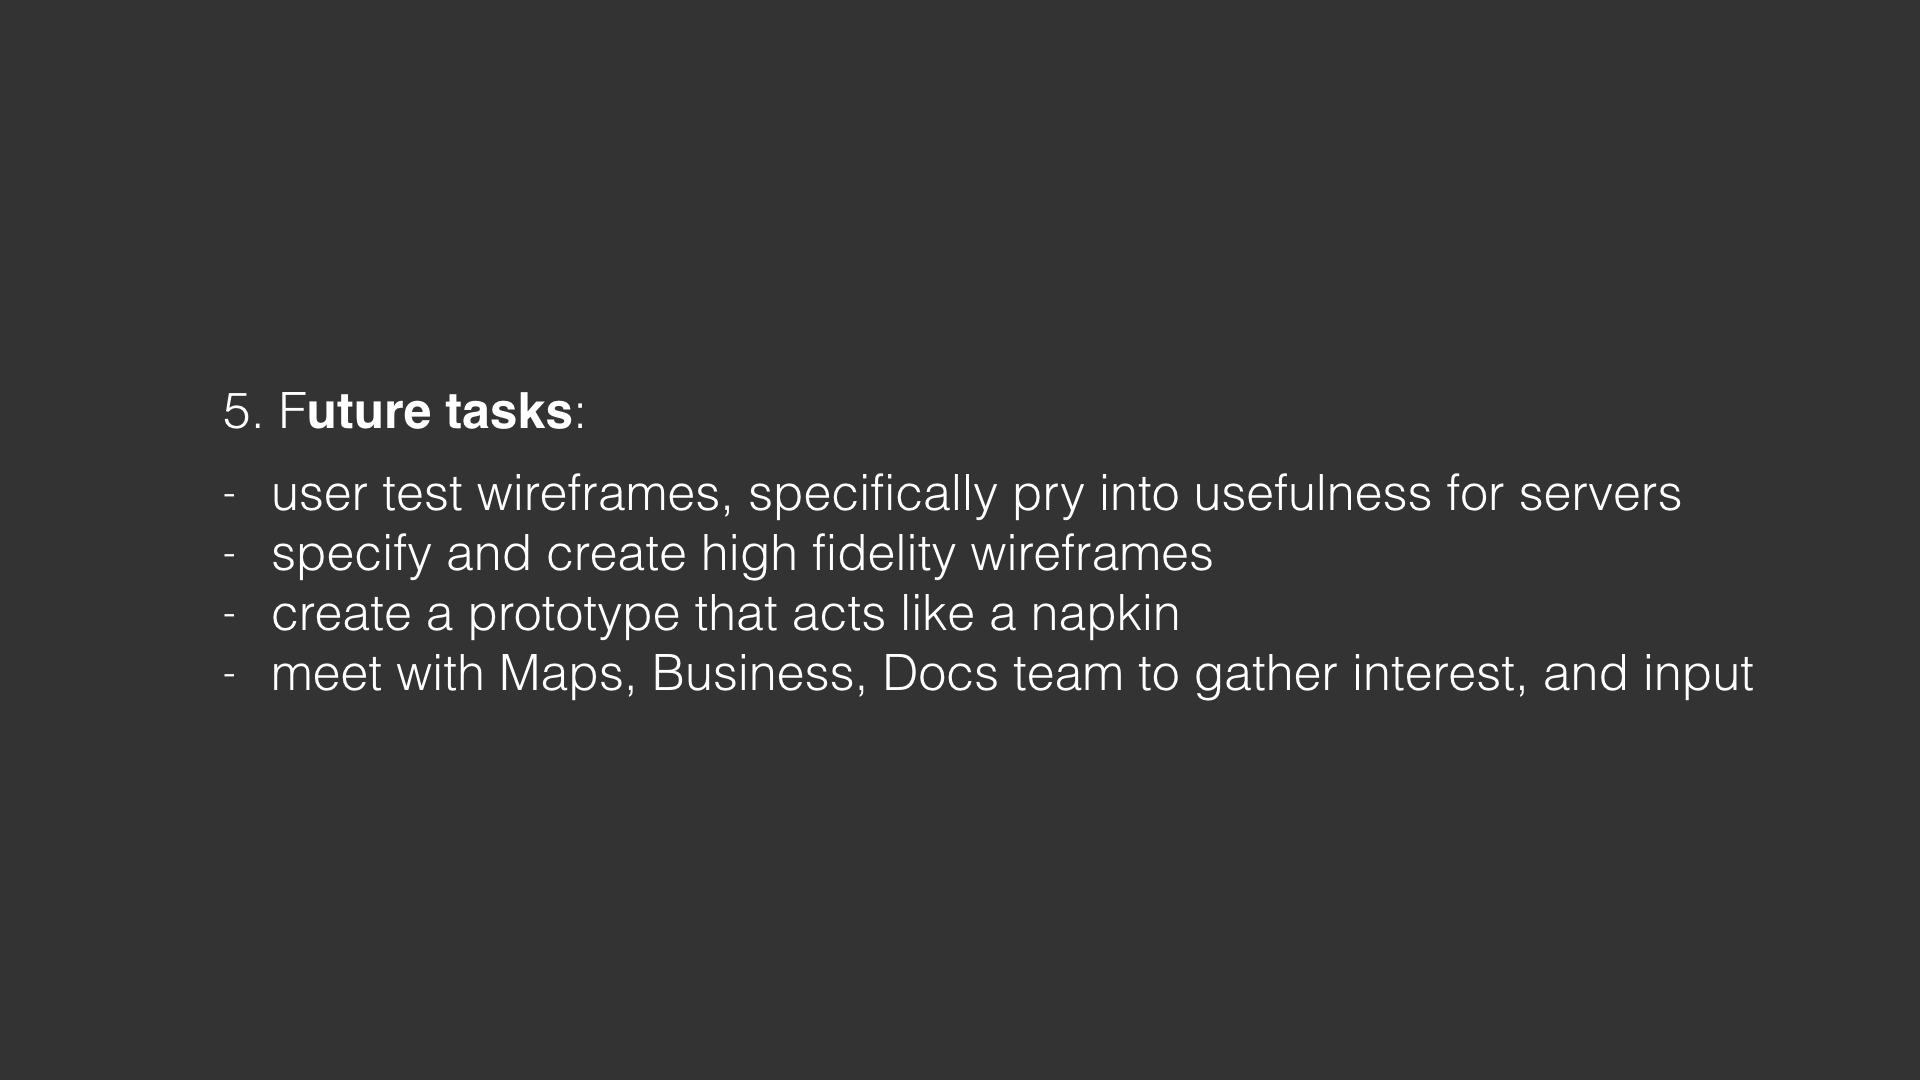 5. Future tasks:
- user test wireframes, specifically pry into usefulness for servers
- specify and create high fidelity wireframes
- create a prototype that acts like a napkin
- meet with Maps, Business, Docs team to gather interest, and input